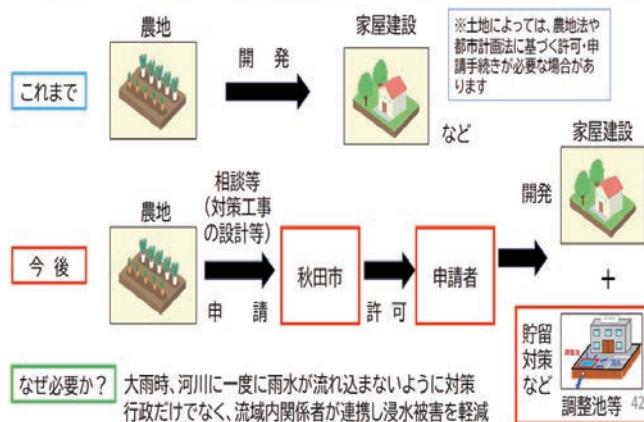 農地
家屋建設
※土地によっては、農地法や
都市計画法に基づく許可・申
請手続きが必要な場合があ
ります
これまで
開　発
など
家屋建設
相談等
(対策工事
の設計等)
農地
開発
今　後
秋田市
申請者
申　　請
許可
＋
貯留
対策
など
調整池等
42
なぜ必要か？
大雨時、河川に一度に雨水が流れ込まないように対策
行政だけでなく、流域内関係者が連携し浸水被害を軽減